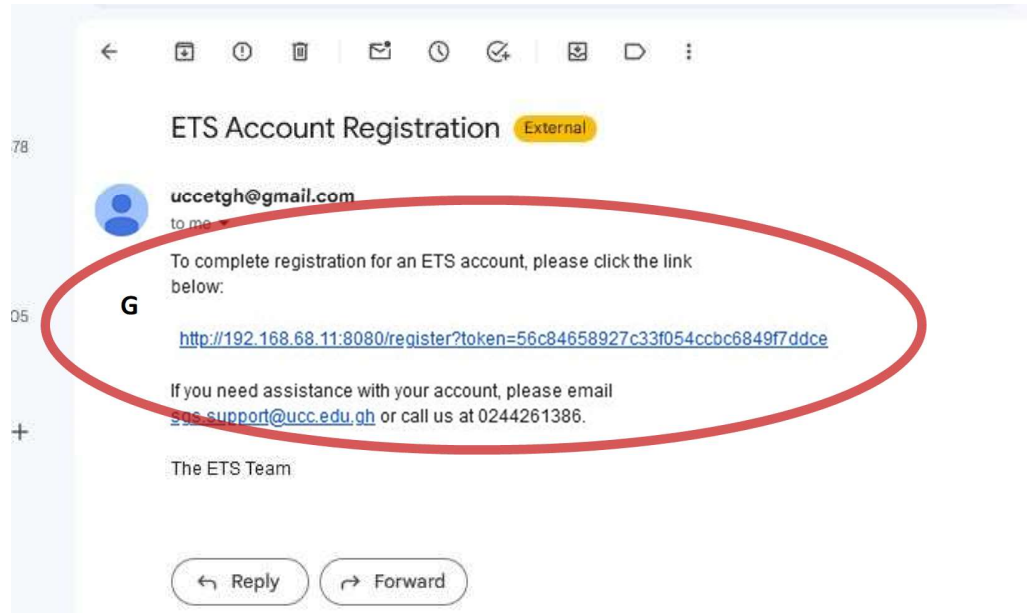 78
ETS Account Registration External
uccetgh@gmail.com
to me
To complete registration for an ETS account, please click the link
below:
G
05
http://192.168.68.11:8080/register?token=56c84658927c33f054ccbc6849f7ddce
If you need assistance with your account, please email
sgs.support@ucc.edu.gh or call us at 0244261386.
The ETS Team
Reply Forward